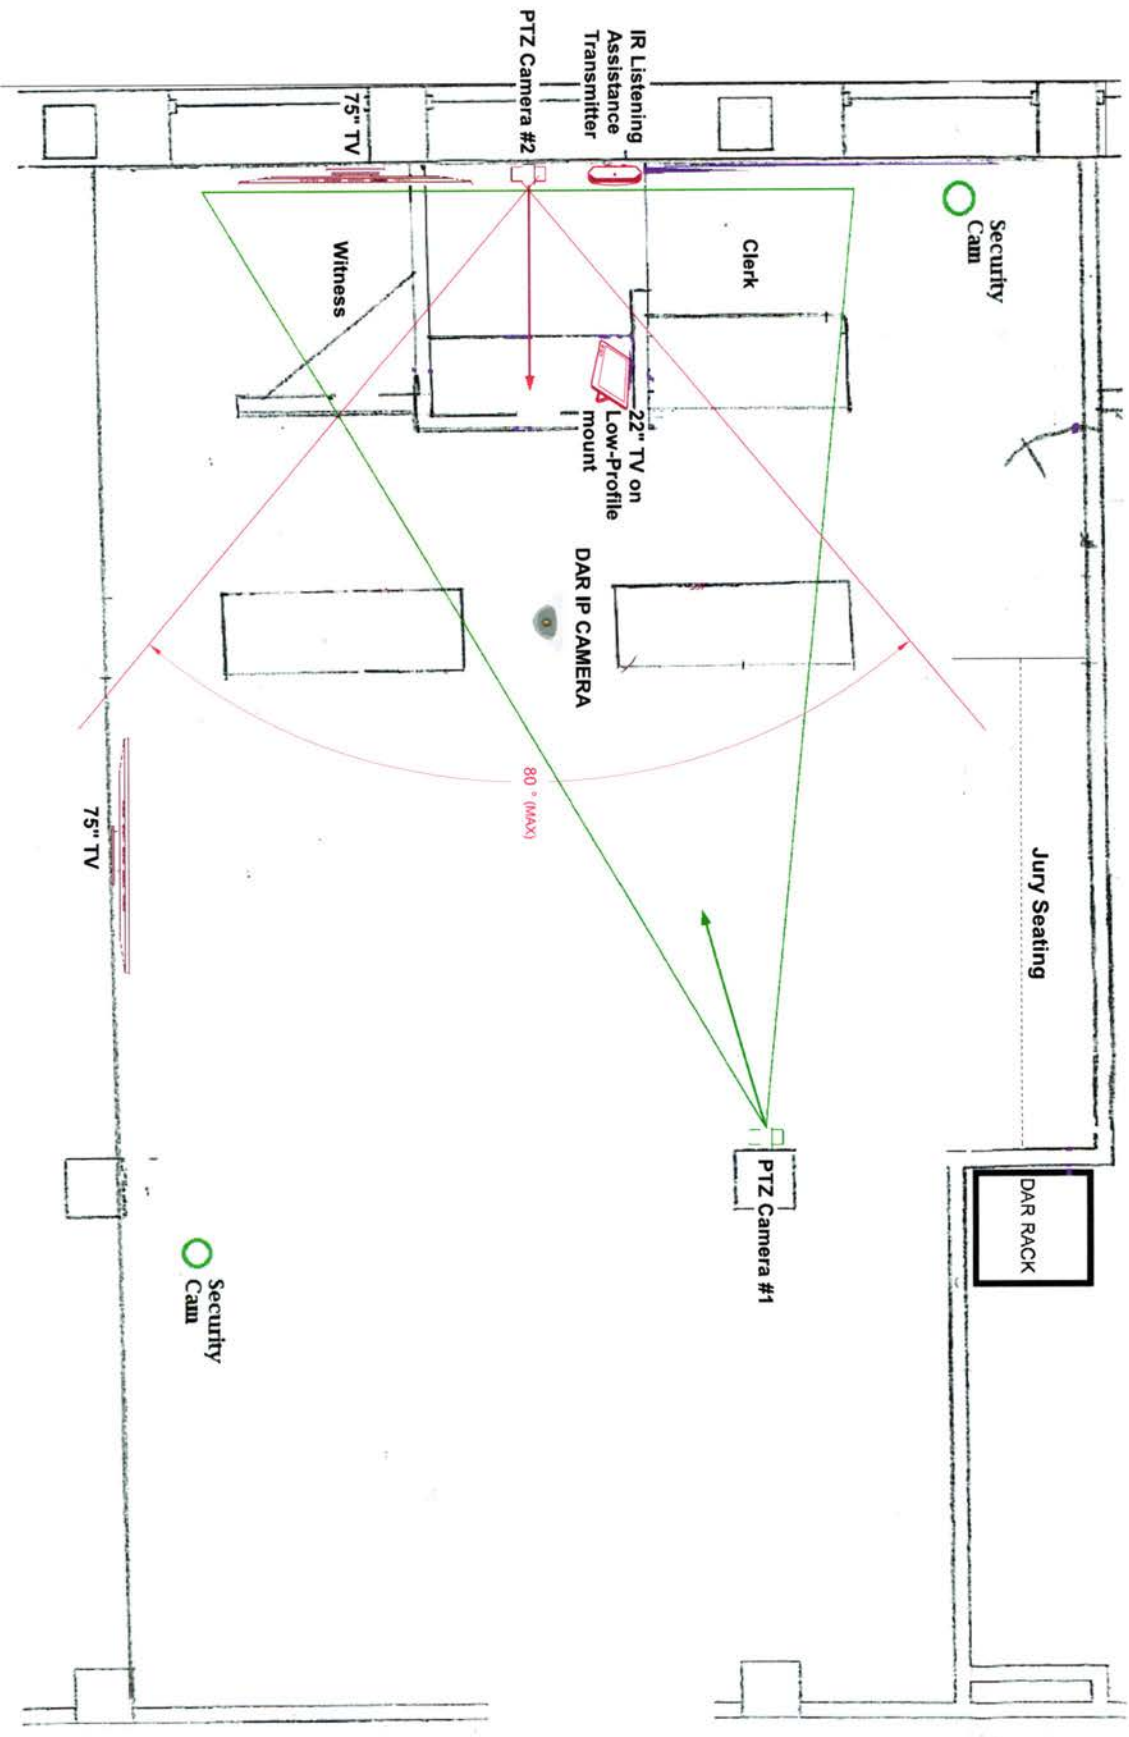 IR Listening
Assistance
Transmitter
PTZ Camera #2
75" TV
Security
Cam
Clerk
Witness
22" TV on
Low-Profile
mount
DAR IP CAMERA
80 ° (MAX)
Jury Seating
75" TV
PTZ Camera #1
DAR RACK
Security
Cam